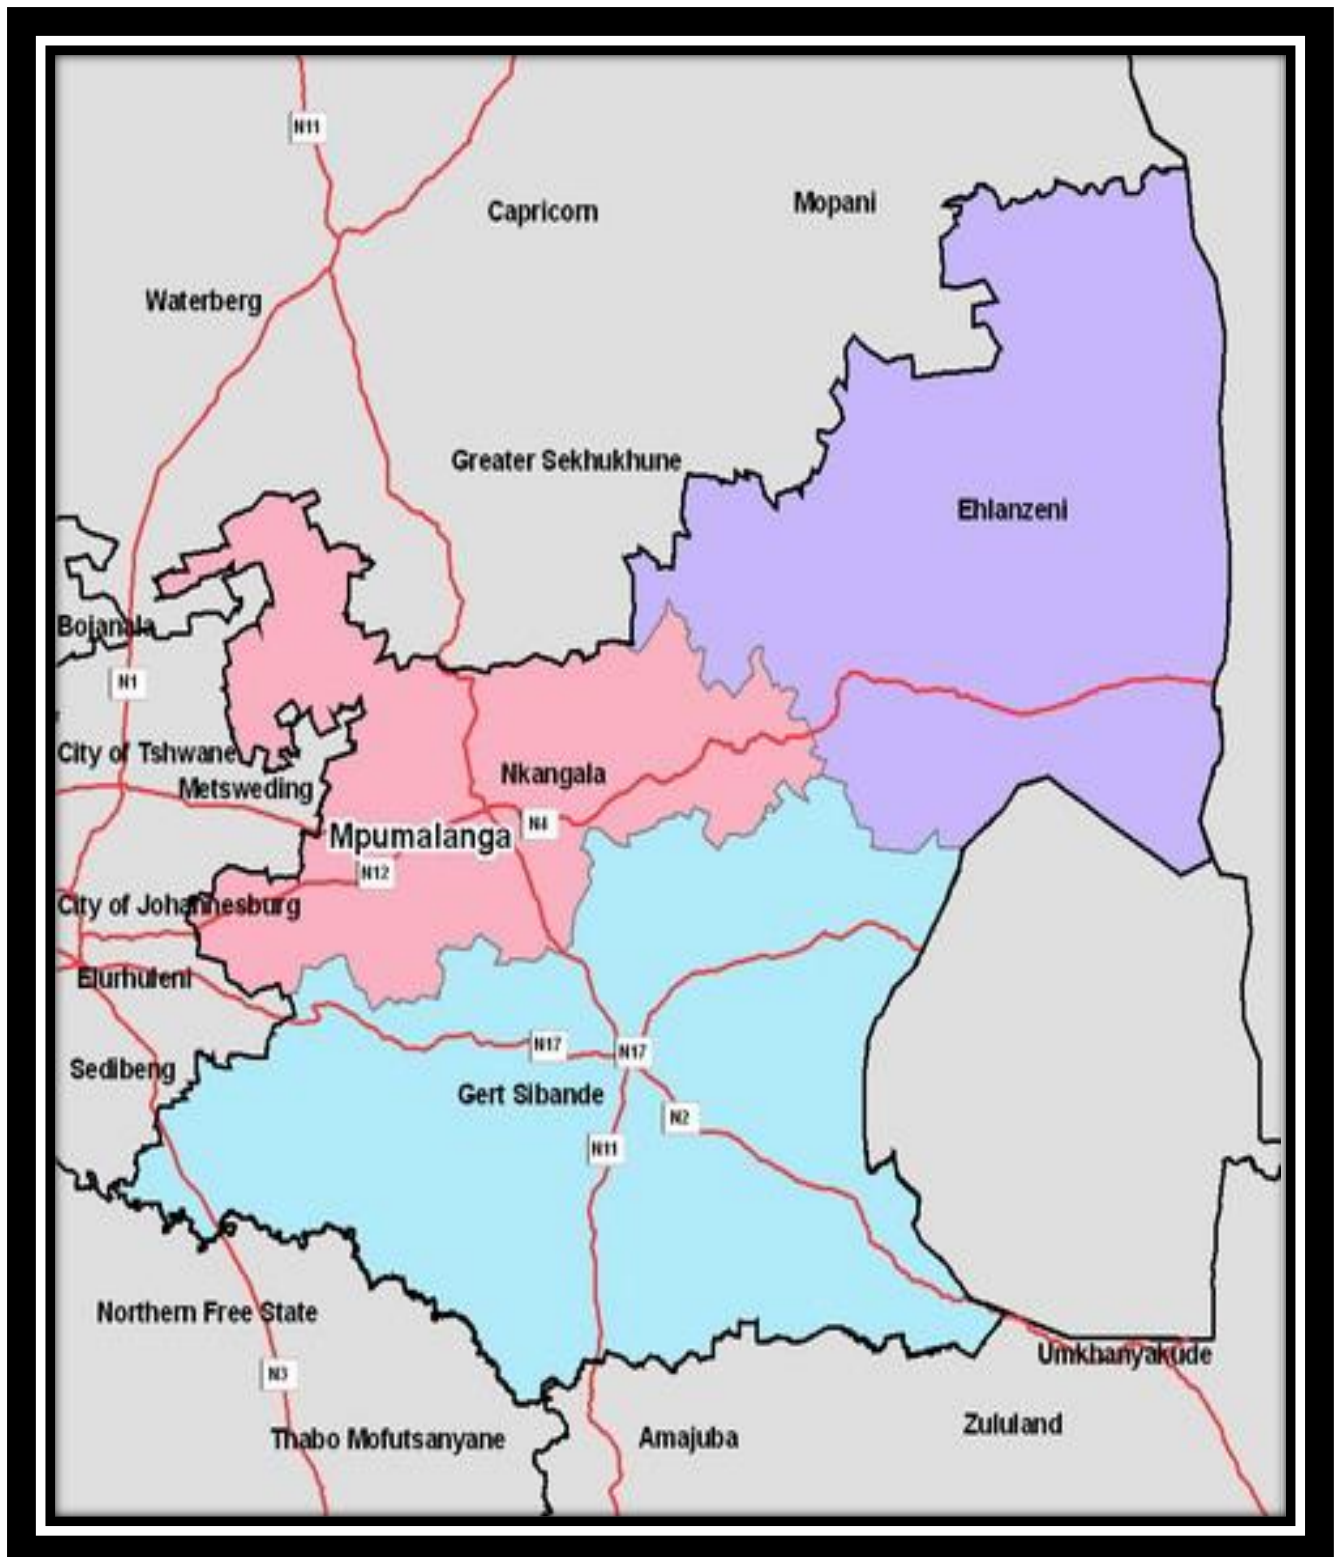 N11
Capricorn
Mopani
Waterberg
Greater Sekhukhune
Ehlanzeni
Bojanala
N1
City of Tshwane
Metsweding
Nkangala
N4
Mpumalanga
N12
City of Johannesburg
Elurhuleni
N17
N17
Sedibeng
Gert Sibande
N2
N11
Northern Free State
Umkhanyakude
N3
Thabo Mofutsanyane
Amajuba
Zululand